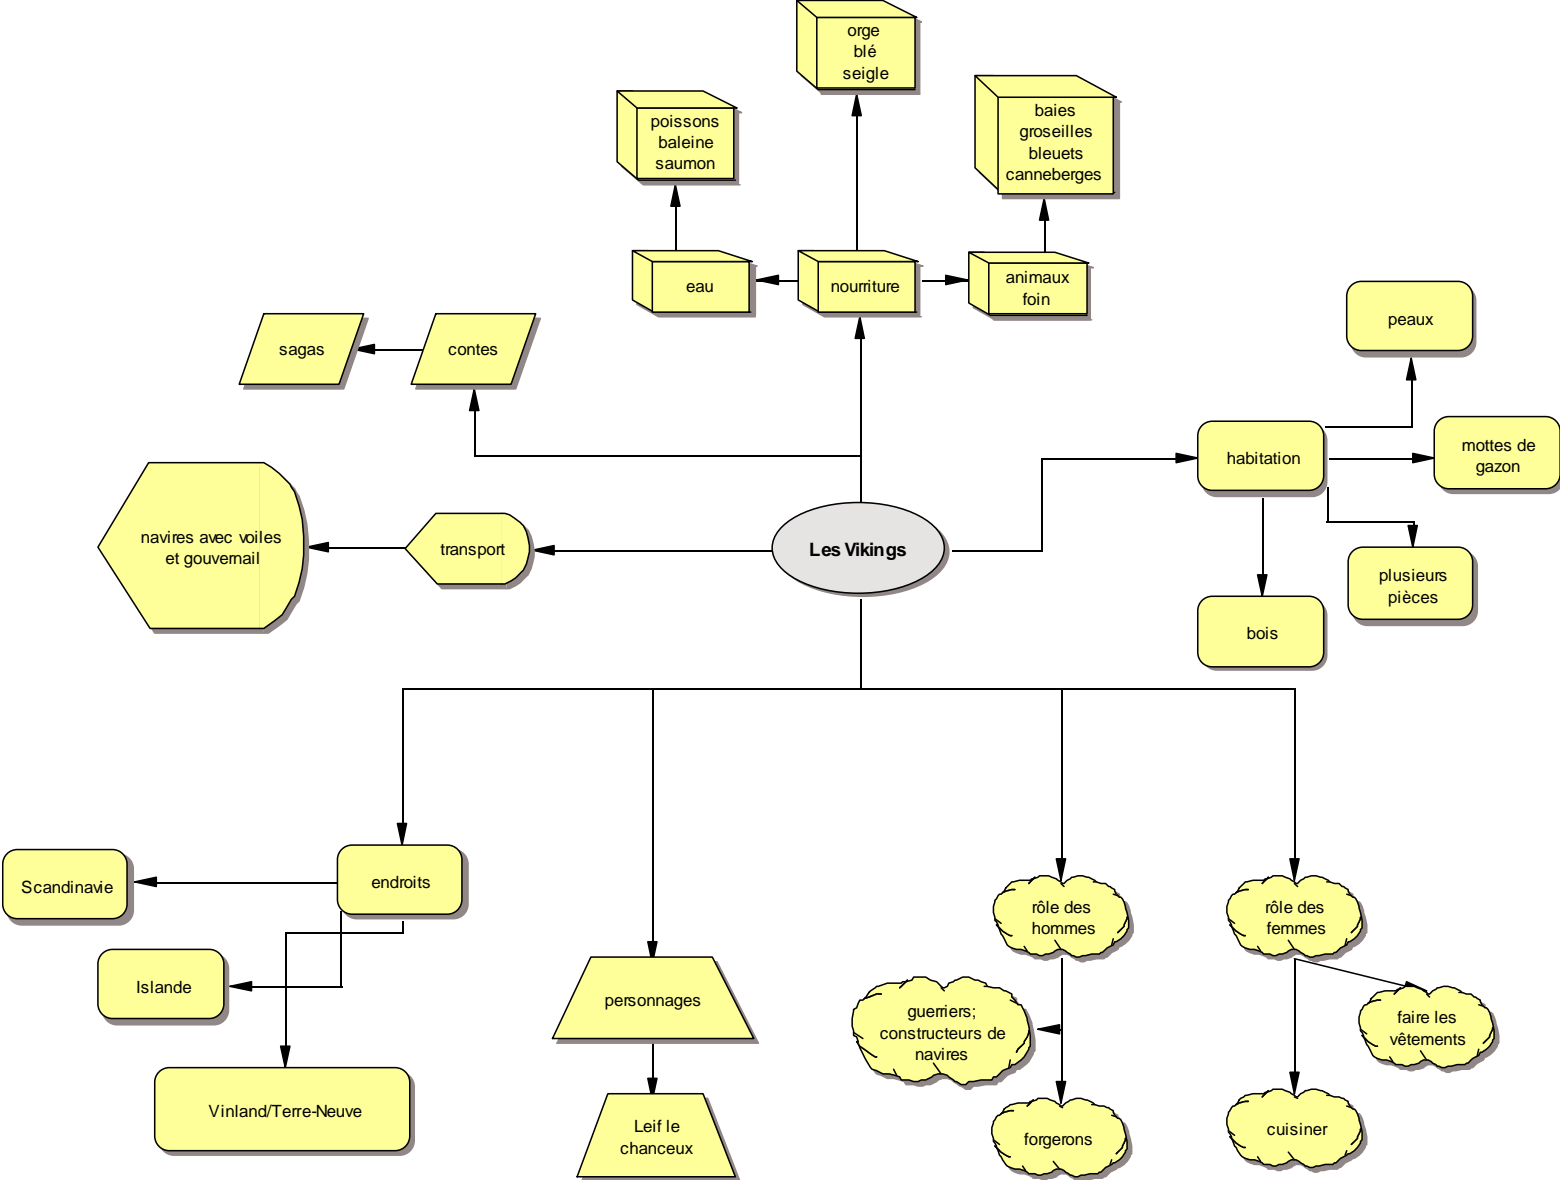 orge
blé
seigle
poissons
baleine
saumon
baies
groseilles
bleuets
canneberges
eau
nourriture
animaux
foin
sagas
contes
peaux
habitation
mottes de
gazon
navires avec voiles
et gouvernail
transport
Les Vikings
plusieurs
pièces
bois
Scandinavie
endroits
Islande
Vinland/Terre-Neuve
personnages
Leif le
chanceux
rôle des
hommes
guerriers;
constructeurs de
navires
forgerons
rôle des
femmes
faire les
vêtements
cuisiner